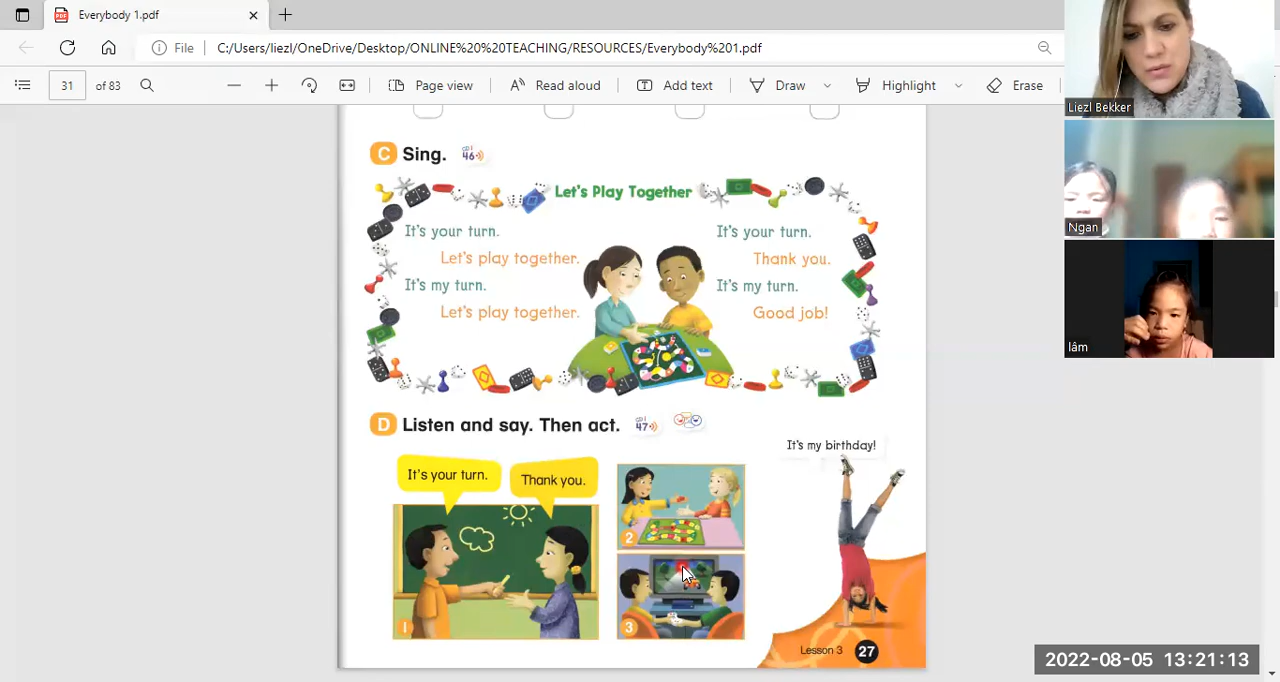 Everybody 1.pdf
File
C:/Users/liezl/OneDrive/Desktop/ONLINE%20%20TEACHING/RESOURCES/Everybody%201.pdf
31 of 83
Page view
Read aloud
Add text
Draw
Highlight
Erase
Liezl Bekker
Ngan
lâm
C Sing. 46
Let's Play Together
It's your turn.
Let's play together.
It's my turn.
Let's play together.
It's your turn.
Thank you.
It's my turn.
Good job!
D Listen and say. Then act. 47
It's your turn.
Thank you.
1
2
3
It's my birthday!
Lesson 3 27
2022-08-05 13:21:13